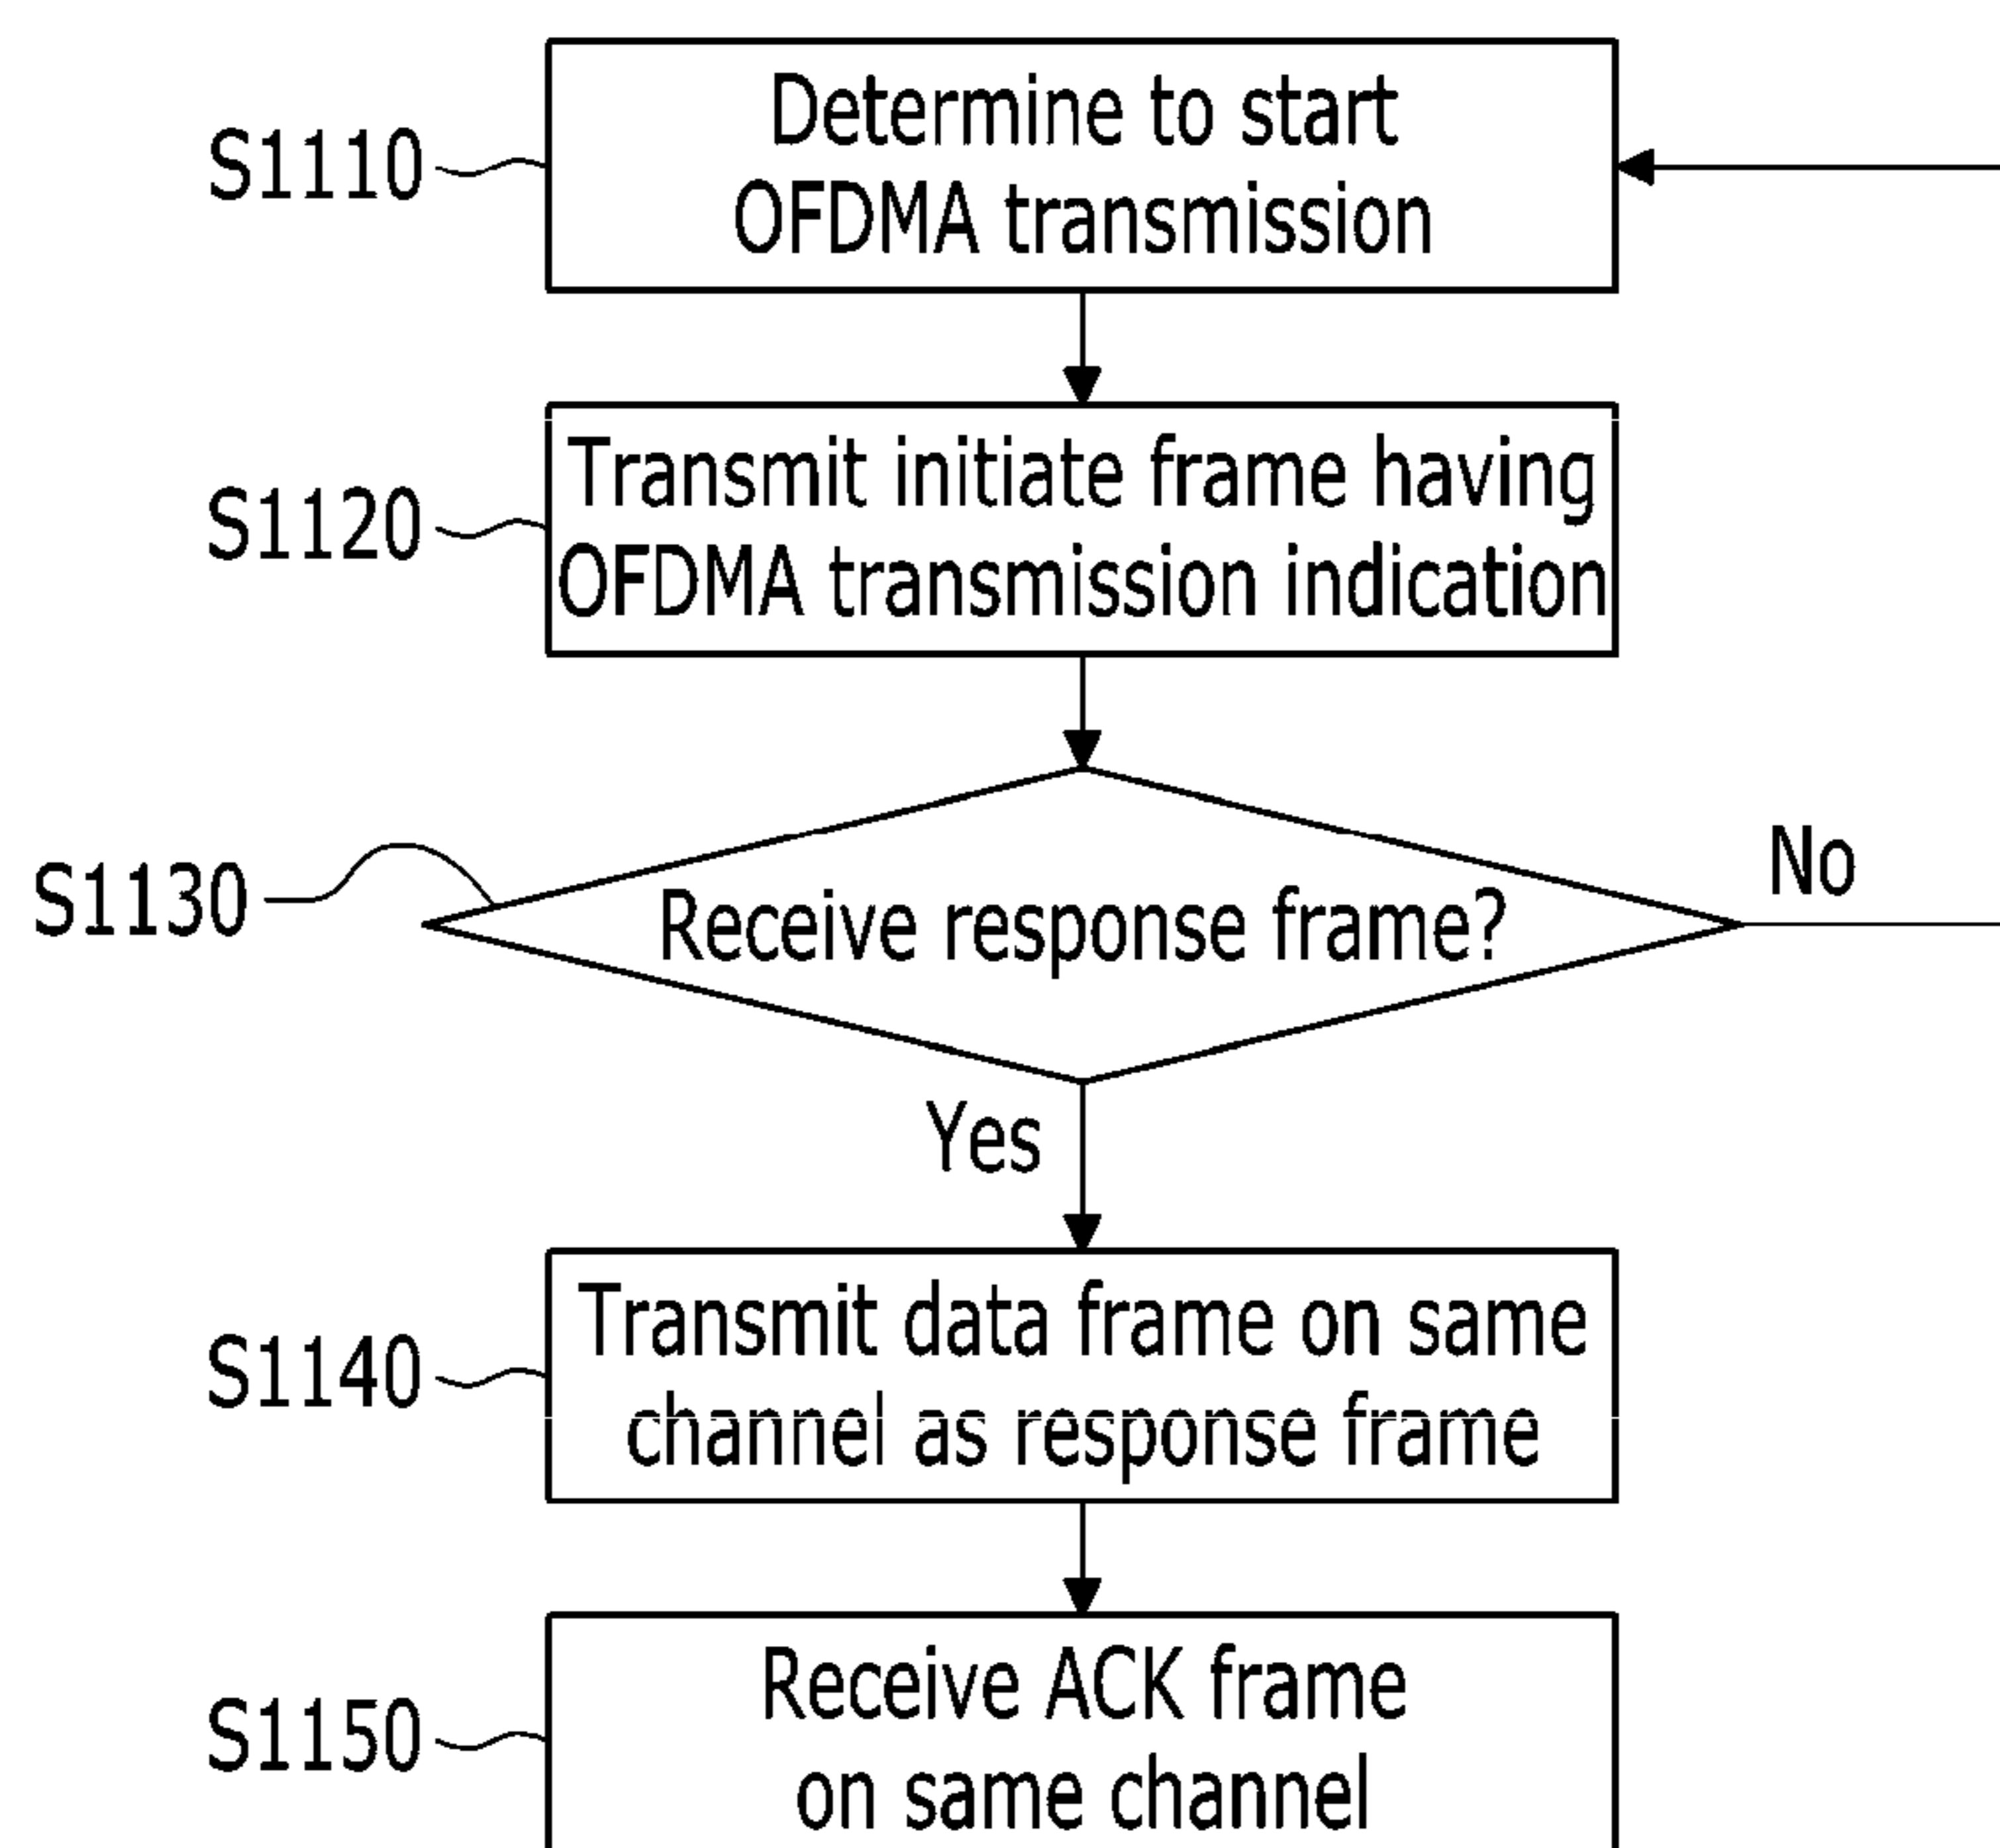 S1110
Determine to start
OFDMA transmission
S1120
Transmit initiate frame having
OFDMA transmission indication
S1130
Receive response frame?
No
Yes
S1140
Transmit data frame on same
channel as response frame
S1150
Receive ACK frame
on same channel